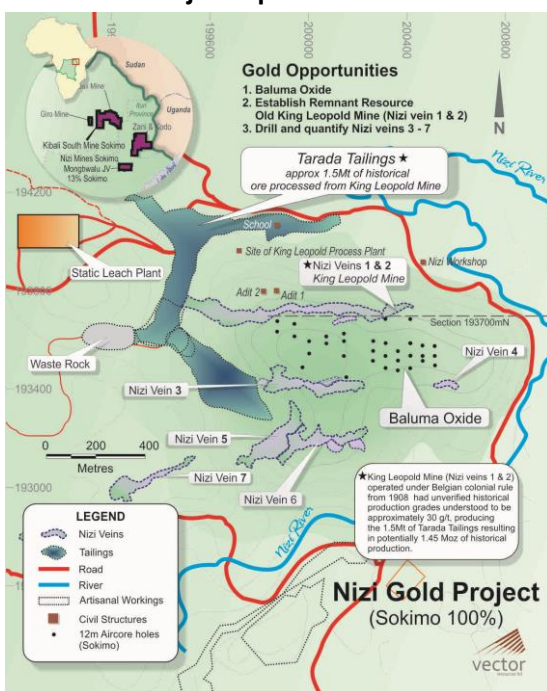 199600
200000
200400
200800
Sudan
Uganda
Giro Mine
Kibali South Mine Sokimo
Nizi Mines Sokimo
Mongbwalu JV
13% Sokimo
Gold Opportunities
1. Baluma Oxide
2. Establish Remnant Resource
Old King Leopold Mine (Nizi vein 1 & 2)
3. Drill and quantify Nizi veins 3 - 7
N
Nizi River
Tarada Tailings ★
approx 1.5Mt of historical
ore processed from King Leopold Mine
194200
School
Site of King Leopold Process Plant
Static Leach Plant
★Nizi Veins 1 & 2
King Leopold Mine
Nizi Workshop
Adit 2
Adit 1
Section 193700mN
Waste Rock
Nizi Vein 4
193400
Nizi Vein 3
Baluma Oxide
Nizi Vein 5
0 200 400
Metres
Nizi Vein 7
Nizi Vein 6
193000
★King Leopold Mine (Nizi veins 1 & 2)
operated under Belgian colonial rule
from 1908 had unverified historical
production grades understood to be
approximately 30 g/t, producing
the 1.5Mt of Tarada Tailings resulting
in potentially 1.45 Moz of historical
production.
LEGEND
Nizi Veins
Tailings
Road
River
Artisanal Workings
Civil Structures
12m Aircore holes
(Sokimo)
Nizi River
Nizi Gold Project
(Sokimo 100%)
vector